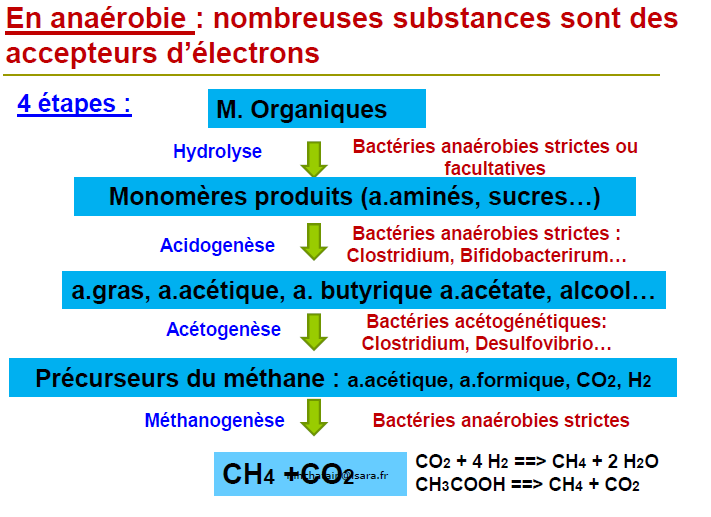 En anaérobie : nombreuses substances sont des
accepteurs d'électrons
4 étapes :
M. Organiques
Hydrolyse
Bactéries anaérobies strictes ou
facultatives
Monomères produits (a.aminés, sucres…)
Acidogenèse
Bactéries anaérobies strictes :
Clostridium, Bifidobacterirum…
a.gras, a.acétique, a. butyrique a.acétate, alcool…
Acétogenèse
Bactéries acétogénétiques:
Clostridium, Desulfovibrio…
Précurseurs du méthane : a.acétique, a.formique, CO2, H2
Méthanogenèse
Bactéries anaérobies strictes
CH4 +CO2
CO2 + 4 H2 ==> CH4 + 2 H2O
CH3COOH ==> CH4 + CO2